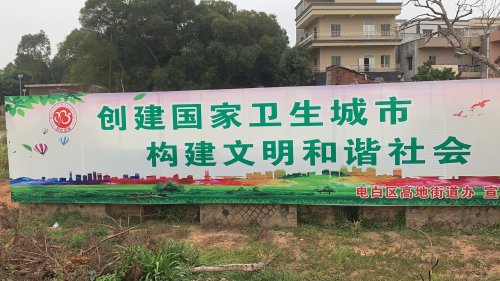 创建国家卫生城市
构建文明和谐社会
电白区高地街道办 宣